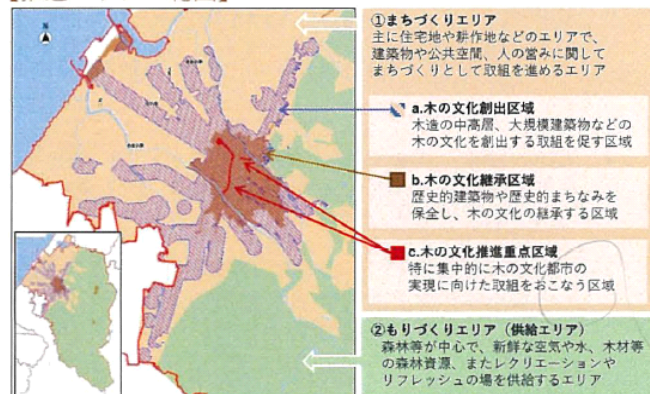 ①まちづくりエリア
主に住宅地や耕作地などのエリアで、
建築物や公共空間、人の営みに関して
まちづくりとして取組を進めるエリア
a.木の文化創出区域
木造の中高層、大規模建築物などの
木の文化を創出する取組を促す区域
b.木の文化継承区域
歴史的建築物や歴史的まちなみを
保全し、木の文化の継承する区域
c.木の文化推進重点区域
特に集中的に木の文化都市の
実現に向けた取組をおこなう区域
②もりづくりエリア（供給エリア）
森林等が中心で、新鮮な空気や水、木材等
の森林資源、またレクリエーションや
リフレッシュの場を供給するエリア